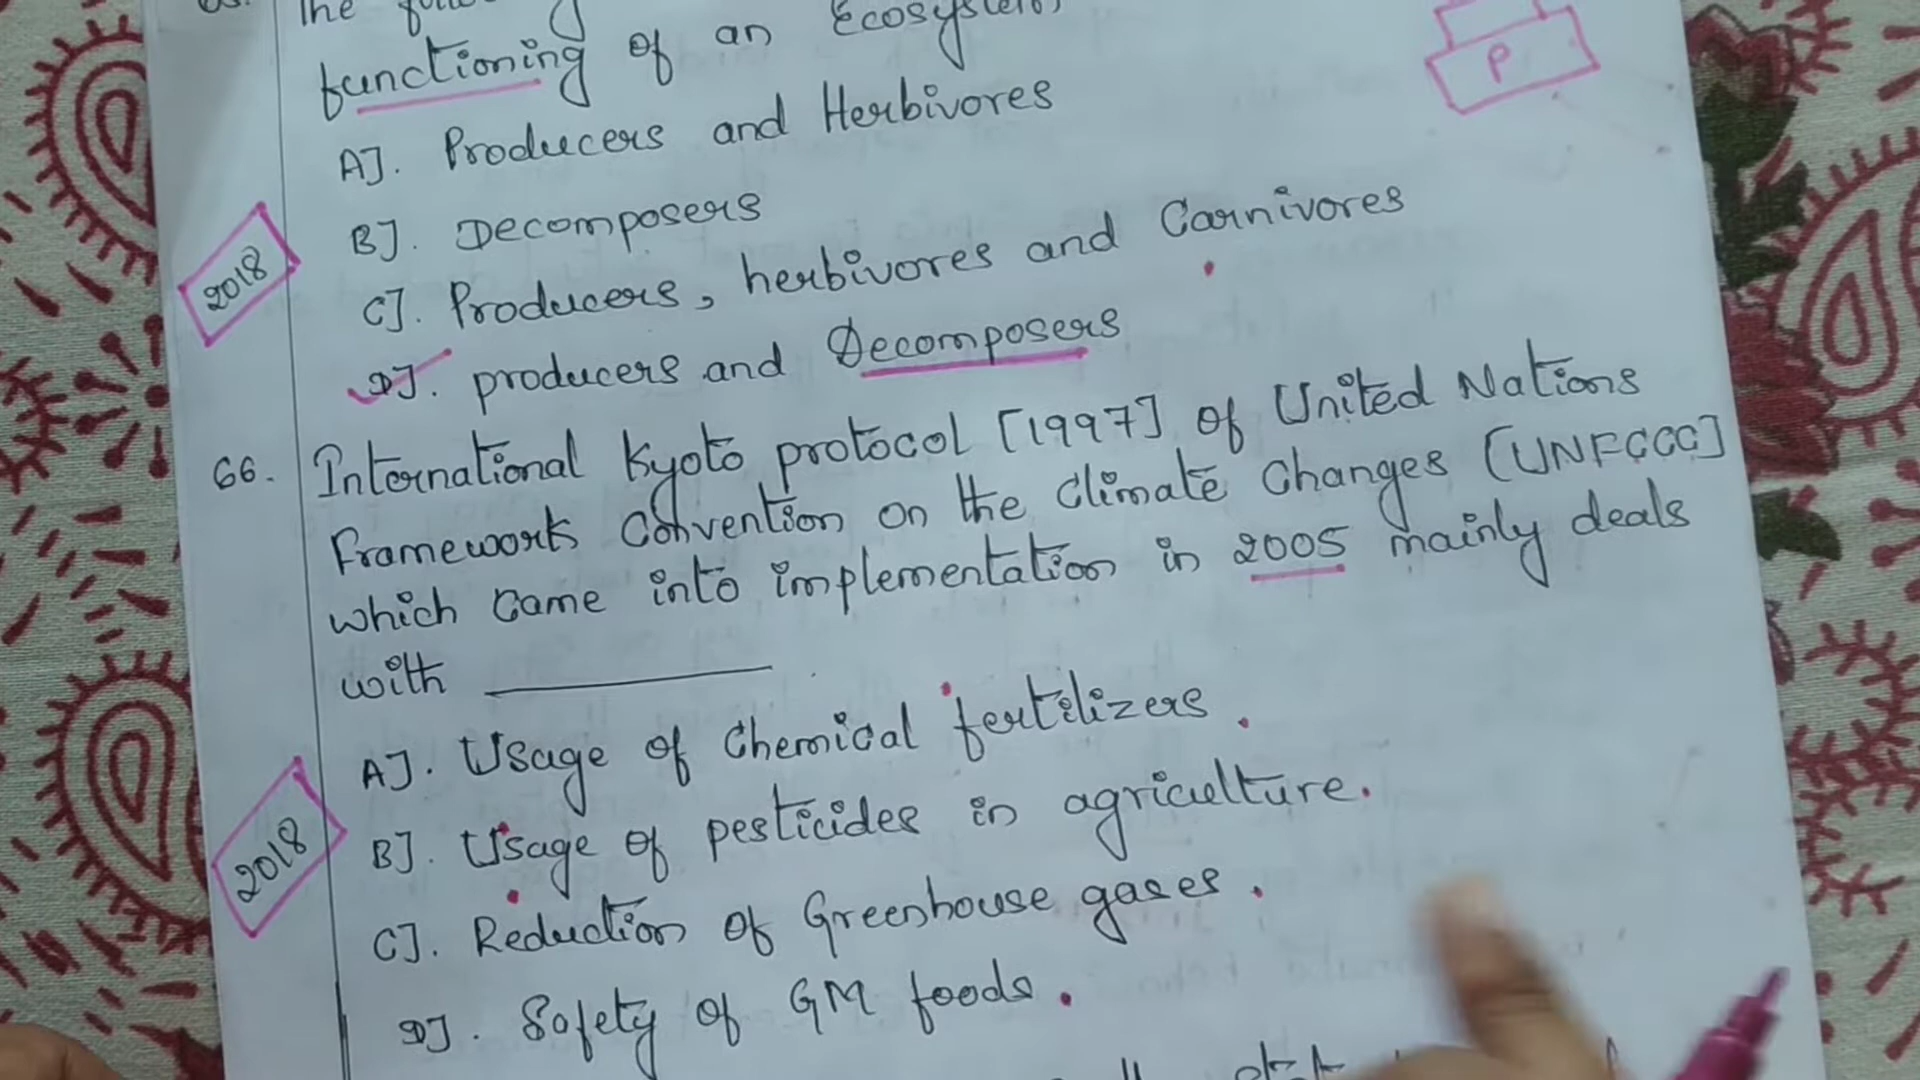 The
functioning of an Ecosystem
P
A]. Producers and Herbivores
B]. Decomposers
2018
C]. Producers, herbivores and Carnivores
D]. producers and Decomposers
66. International Kyoto protocol [1997] of United Nations
Framework Convention on the Climate Changes [UNFCCC]
which came into implementation in 2005 mainly deals
with
A]. Usage of Chemical fertilizers.
B]. Usage of pesticides in agriculture.
2018
C]. Reduction of Greenhouse gases.
D]. Safety of GM foods.